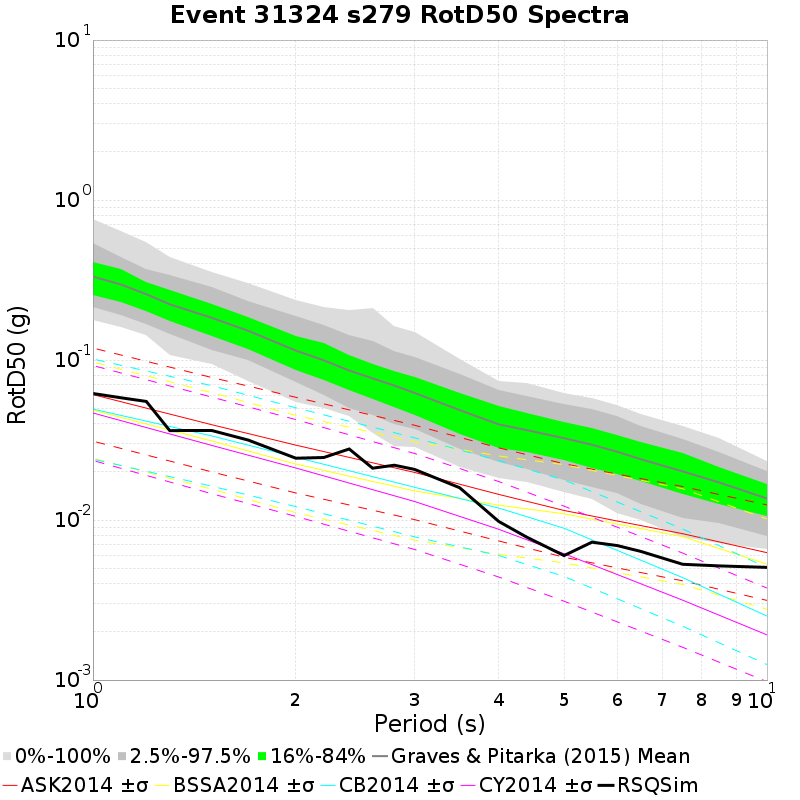 Event 31324 s279 RotD50 Spectra
10^1
10^0
10^-1
10^-2
10^-3
RotD50 (g)
10^0 2 3 4 5 6 7 8 9 10^1
Period (s)
0%-100% 2.5%-97.5% 16%-84% Graves & Pitarka (2015) Mean
ASK2014 ±σ BSSA2014 ±σ CB2014 ±σ CY2014 ±σ RSQSim